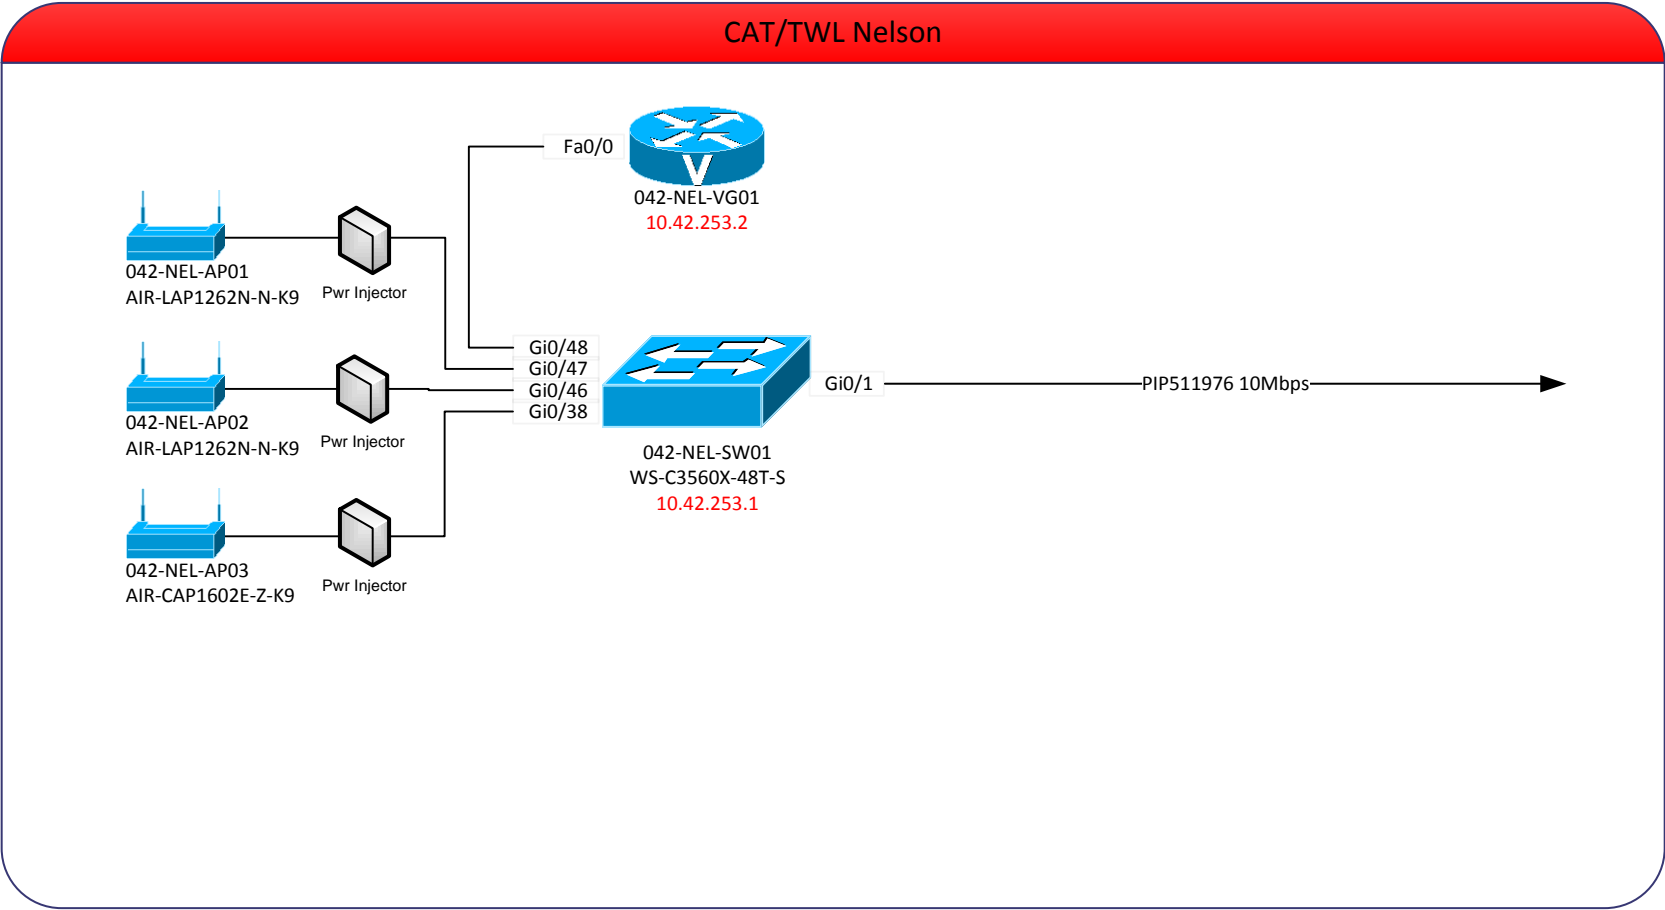 CAT/TWL Nelson
Fa0/0
042-NEL-VG01
10.42.253.2
042-NEL-AP01
AIR-LAP1262N-N-K9
Pwr Injector
Gi0/48
Gi0/47
Gi0/46
Gi0/38
Gi0/1
PIP511976 10Mbps
042-NEL-AP02
AIR-LAP1262N-N-K9
Pwr Injector
042-NEL-SW01
WS-C3560X-48T-S
10.42.253.1
042-NEL-AP03
AIR-CAP1602E-Z-K9
Pwr Injector
V